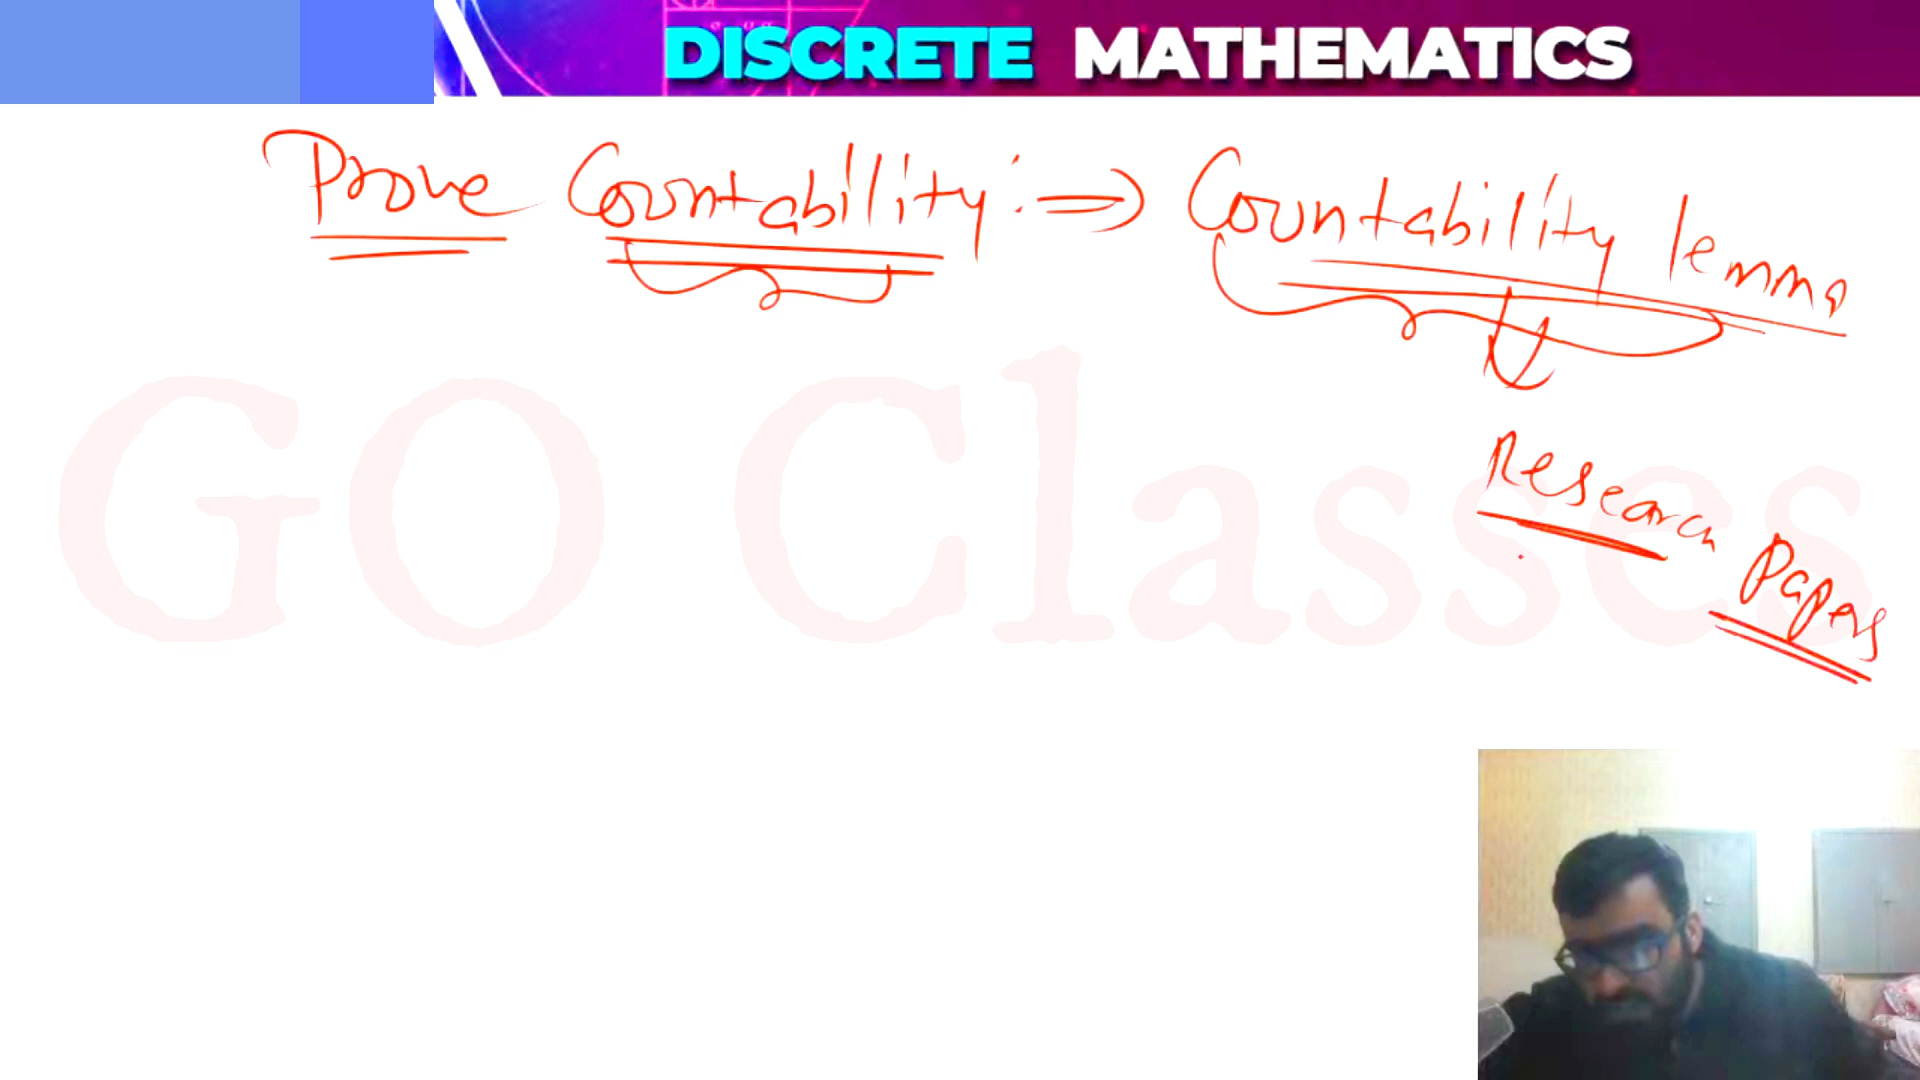 DISCRETE MATHEMATICS
Prove Countability :⇒ Countability lemma
Research Papers
GO Classes